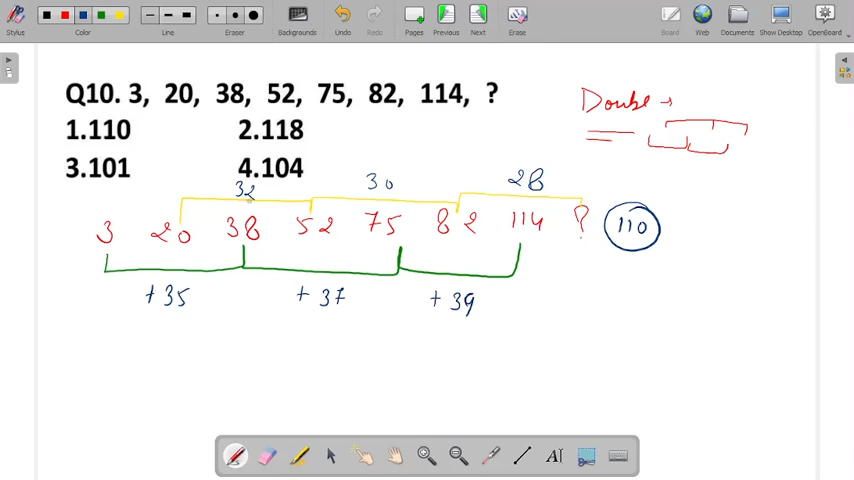 Stylus Color Line Eraser Backgrounds Undo Redo Pages Previous Next Erase Board Web Documents Show Desktop OpenBoard
Q10. 3, 20, 38, 52, 75, 82, 114, ?
1.110 2.118
3.101 4.104
Double →
32 30 28
3 20 38 52 75 82 114 ? 110
+35 +37 +39